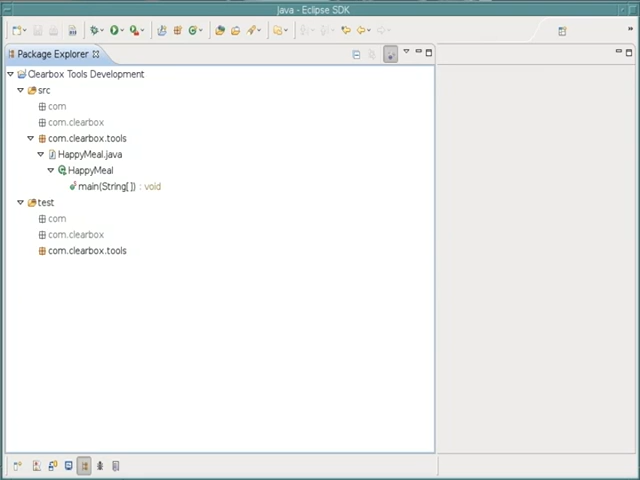 Java - Eclipse SDK
Package Explorer
Clearbox Tools Development
src
com
com.clearbox
com.clearbox.tools
HappyMeal.java
HappyMeal
main(String[]) : void
test
com
com.clearbox
com.clearbox.tools